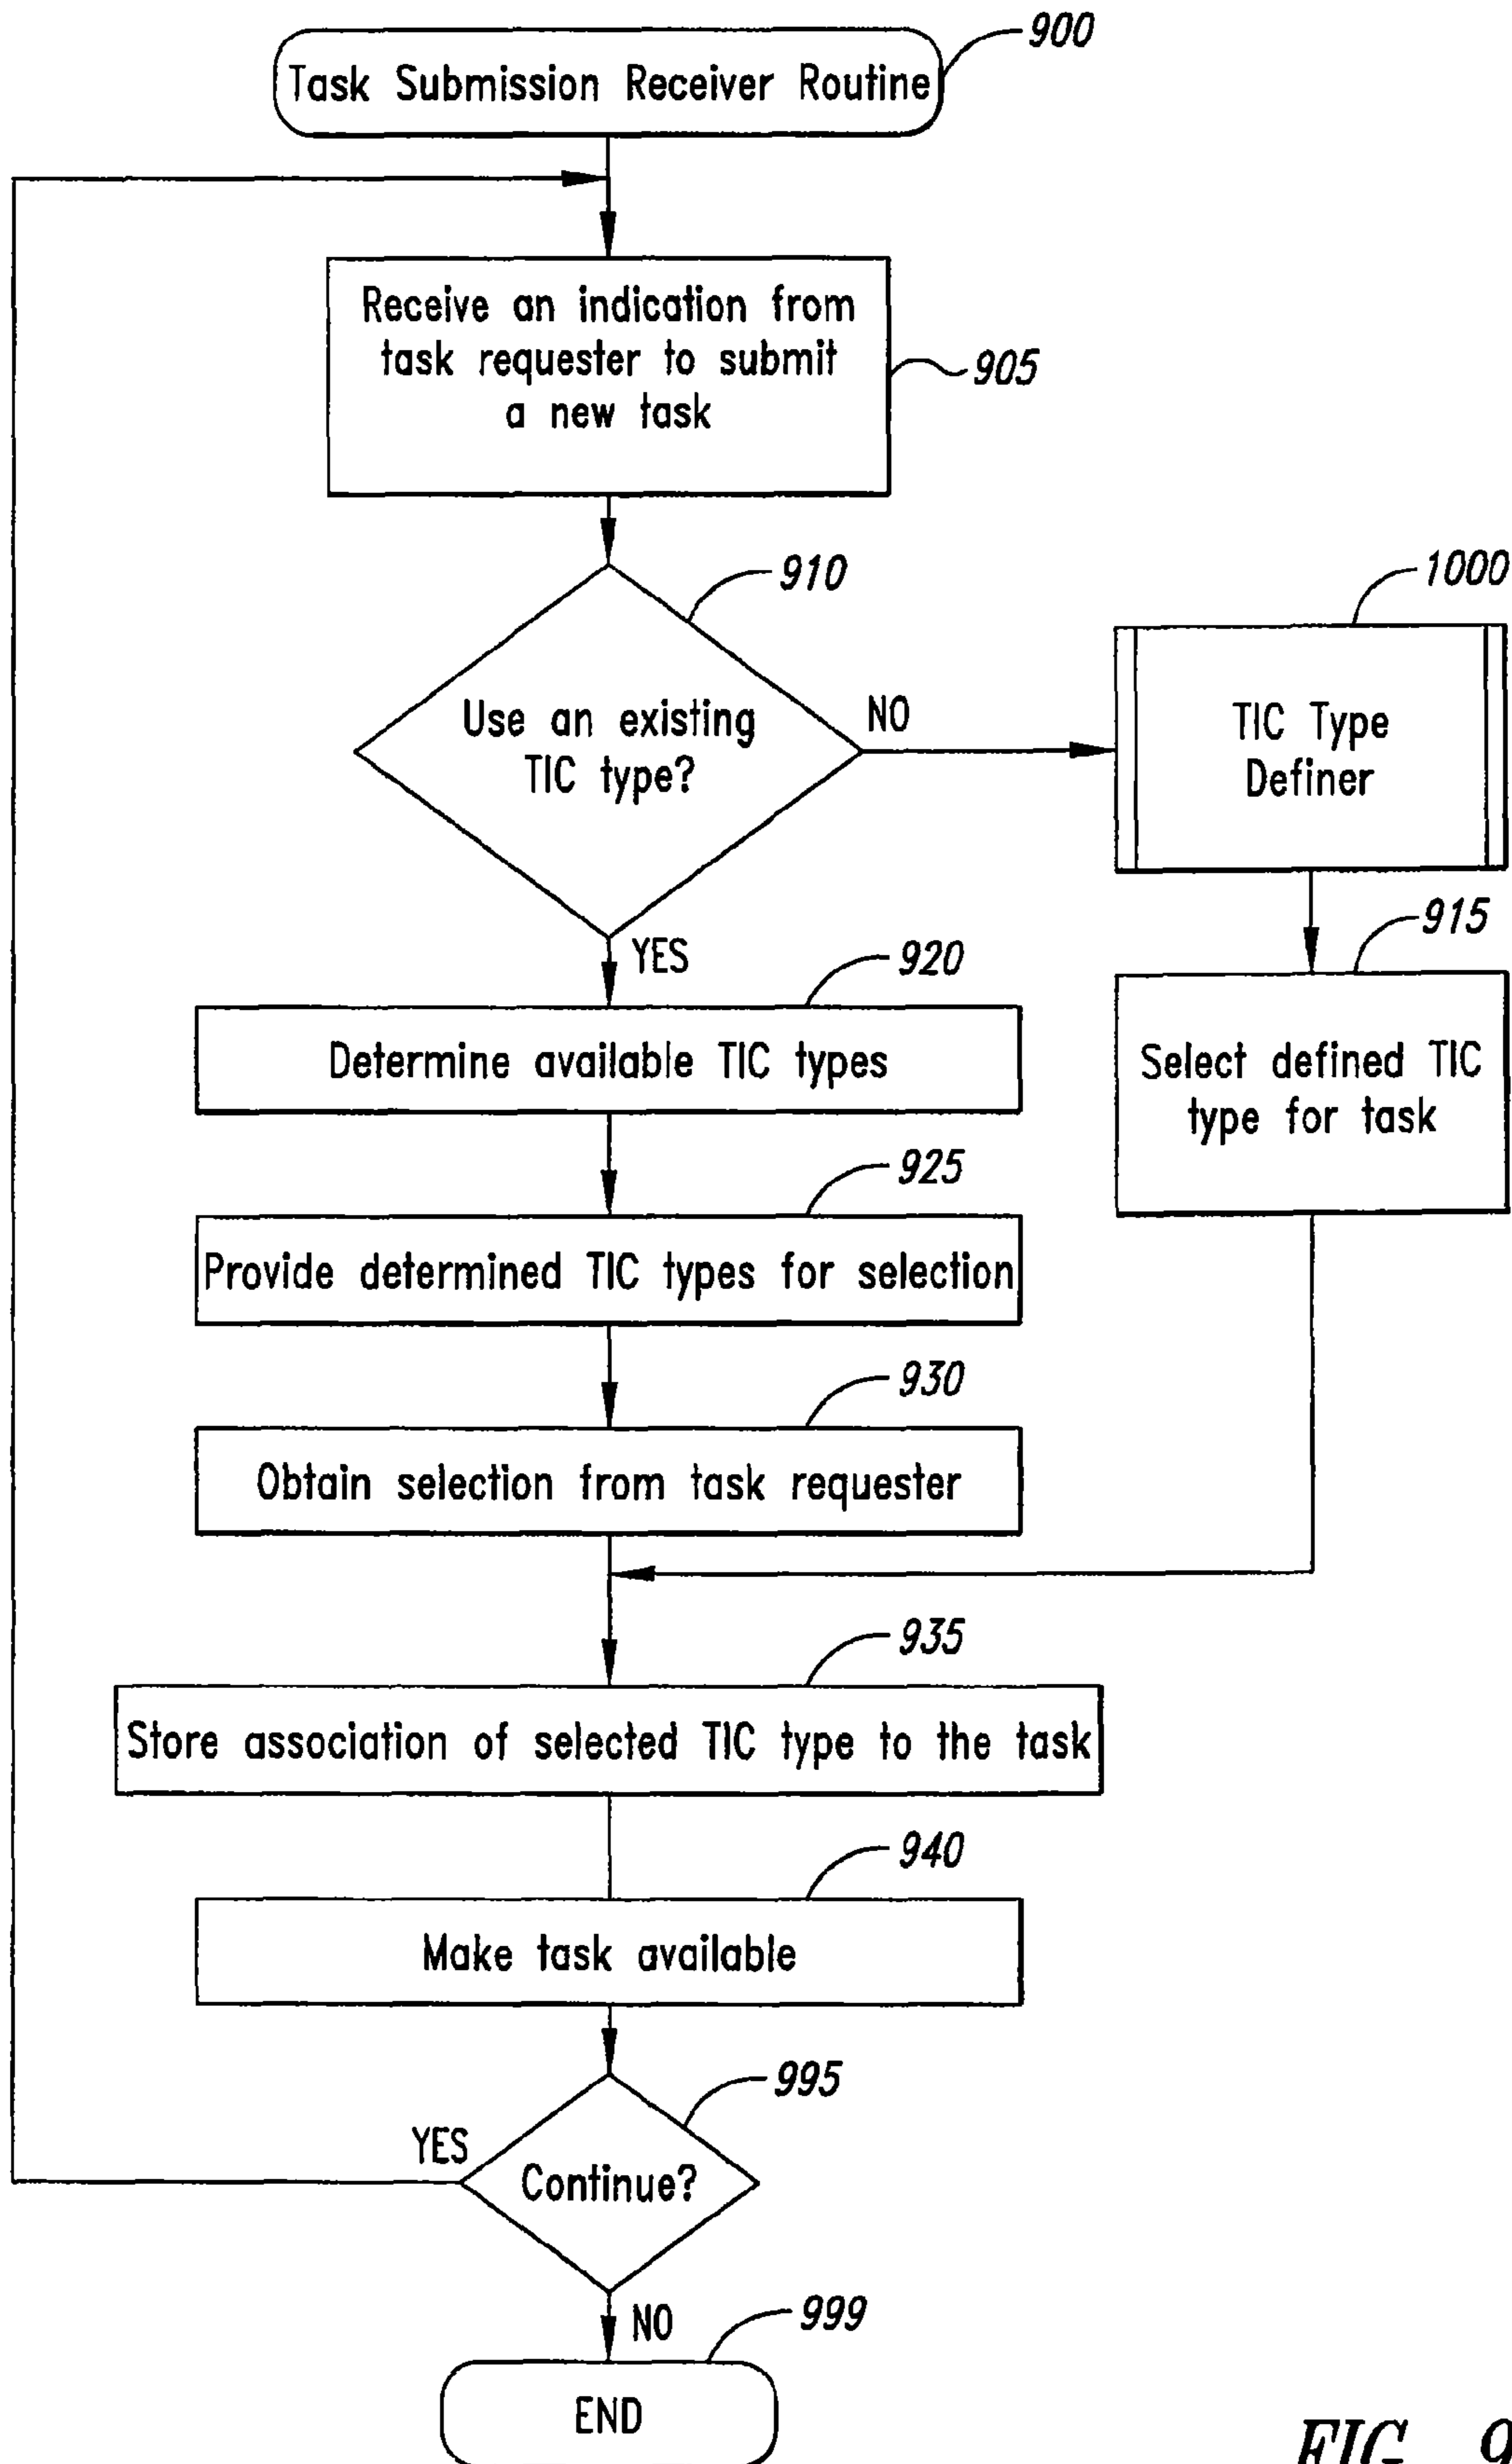 900
Task Submission Receiver Routine
Receive an indication from
task requester to submit
a new task
905
910
1000
Use an existing
TIC type?
NO
TIC Type
Definer
YES
920
915
Determine available TIC types
Select defined TIC
type for task
925
Provide determined TIC types for selection
930
Obtain selection from task requester
935
Store association of selected TIC type to the task
940
Make task available
995
YES
Continue?
NO
999
END
FIG. 9